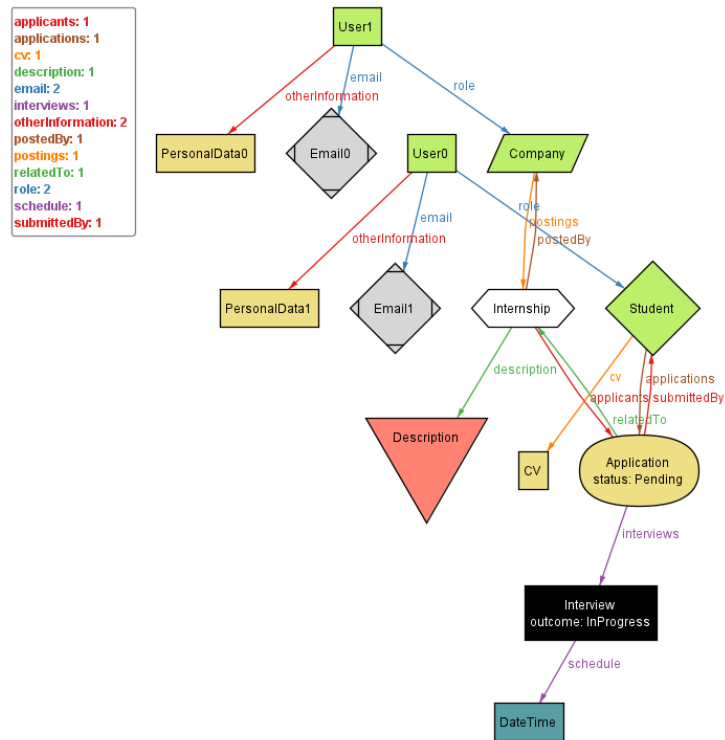 applicants: 1
applications: 1
cv: 1
description: 1
email: 2
interviews: 1
otherInformation: 2
postedBy: 1
postings: 1
relatedTo: 1
role: 2
schedule: 1
submittedBy: 1
User1
email
role
otherInformation
PersonalData0
Email0
User0
Company
role
postings
email
postedBy
otherInformation
PersonalData1
Email1
Internship
Student
description
cv
applications
applicants
submittedBy
relatedTo
Description
CV
Application
status: Pending
interviews
Interview
outcome: InProgress
schedule
DateTime